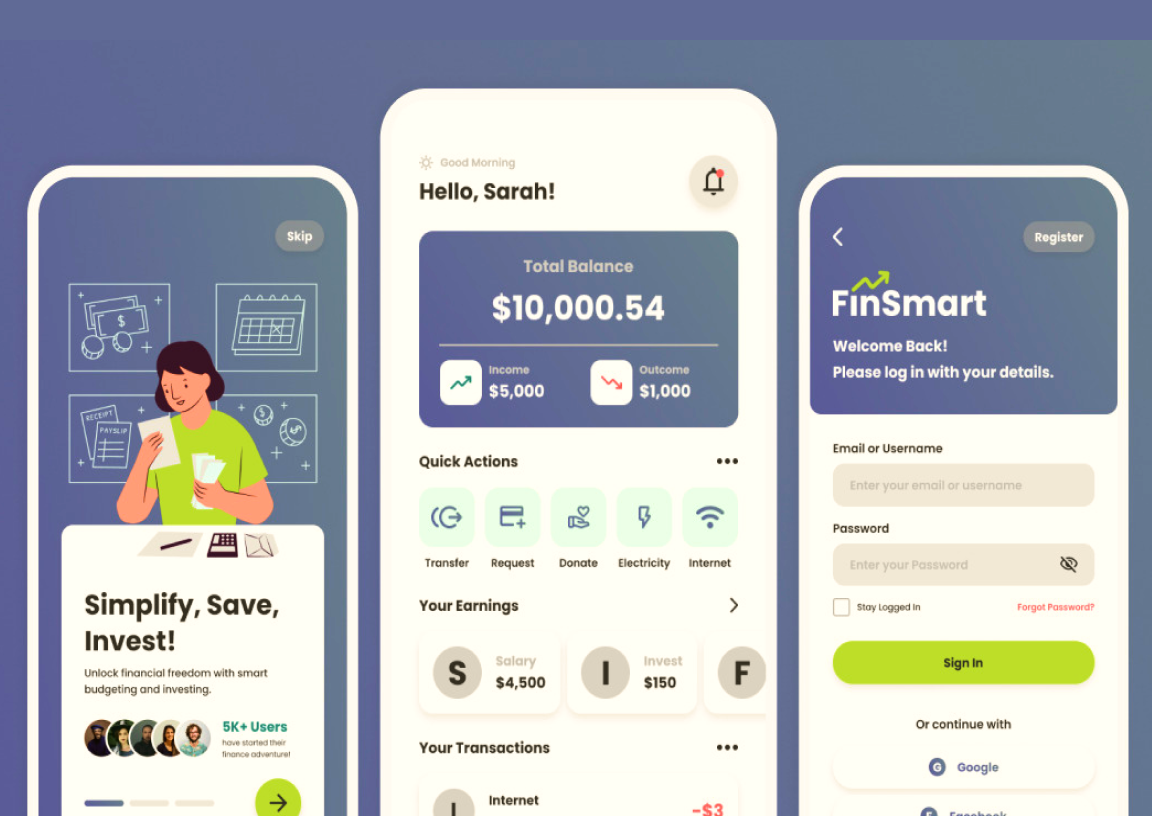 Skip
$
RECEIPT
PAYSLIP
$
$
Simplify, Save,
Invest!
Unlock financial freedom with smart
budgeting and investing.
5K+ Users
have started their
finance adventure!
Good Morning
Hello, Sarah!
Total Balance
$10,000.54
Income
$5,000
Outcome
$1,000
Quick Actions
Transfer
Request
Donate
Electricity
Internet
Your Earnings
S
Salary
$4,500
I
Invest
$150
F
Your Transactions
I
Internet
-$3
Register
FinSmart
Welcome Back!
Please log in with your details.
Email or Username
Enter your email or username
Password
Enter your Password
Stay Logged In
Forgot Password?
Sign In
Or continue with
G
Google
Facebook